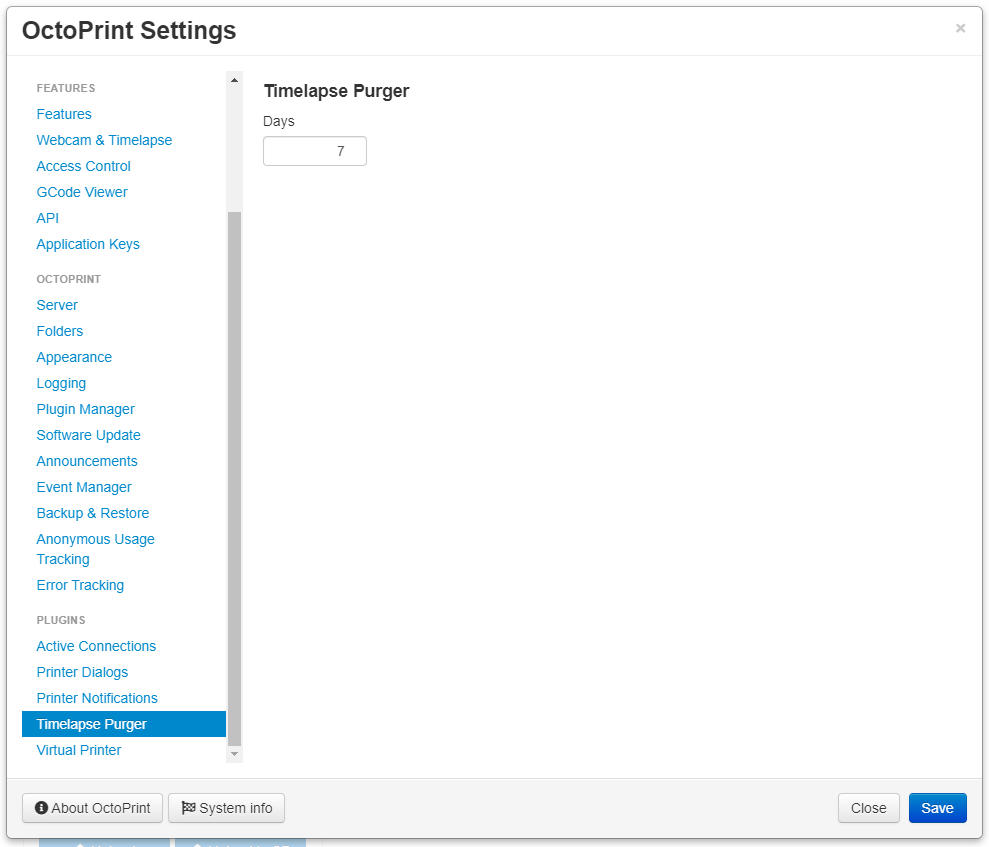 OctoPrint Settings
×
FEATURES
Features
Webcam & Timelapse
Access Control
GCode Viewer
API
Application Keys
OCTOPRINT
Server
Folders
Appearance
Logging
Plugin Manager
Software Update
Announcements
Event Manager
Backup & Restore
Anonymous Usage
Tracking
Error Tracking
PLUGINS
Active Connections
Printer Dialogs
Printer Notifications
Timelapse Purger
Virtual Printer
Timelapse Purger
Days
7
About OctoPrint
System info
Close
Save